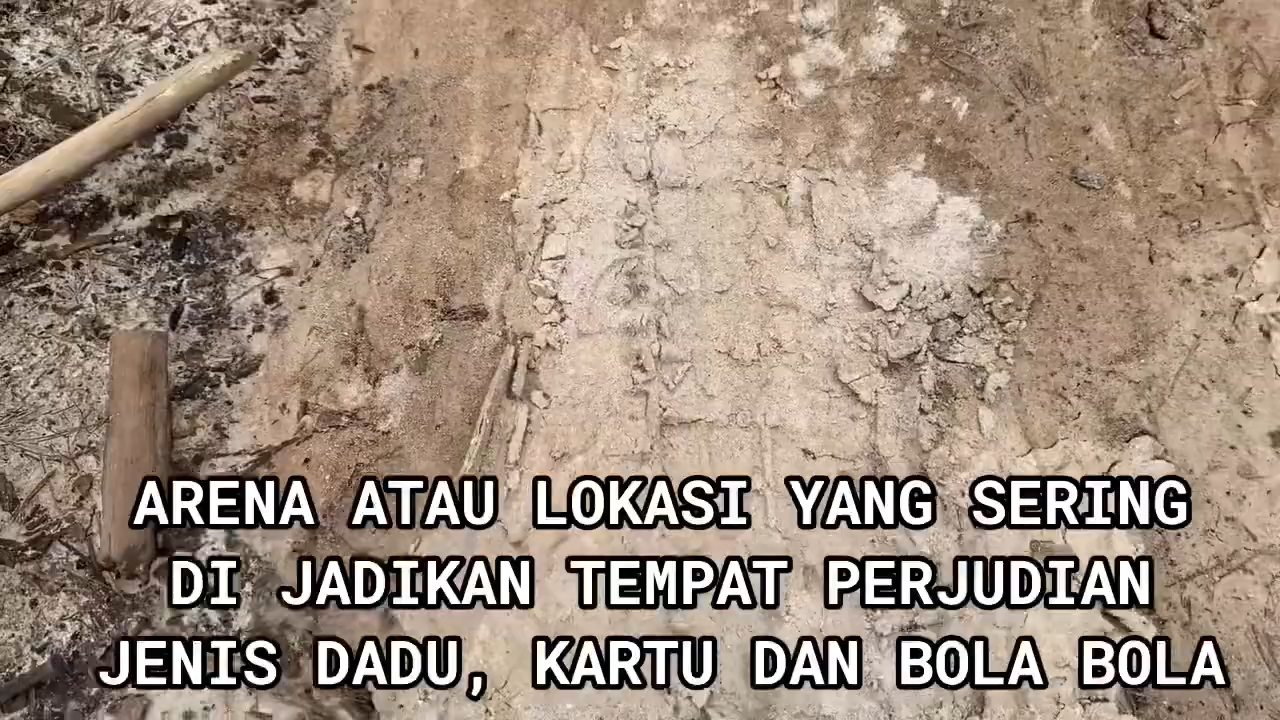 ARENA ATAU LOKASI YANG SERING
DI JADIKAN TEMPAT PERJUDIAN
JENIS DADU, KARTU DAN BOLA BOLA